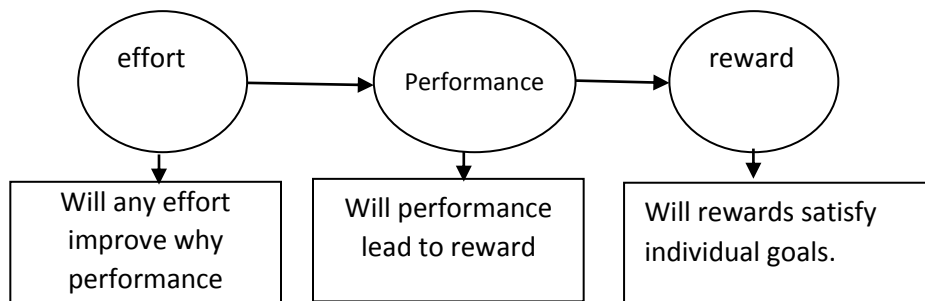 effort
Performance
reward
Will any effort
improve why
performance
Will performance
lead to reward
Will rewards satisfy
individual goals.